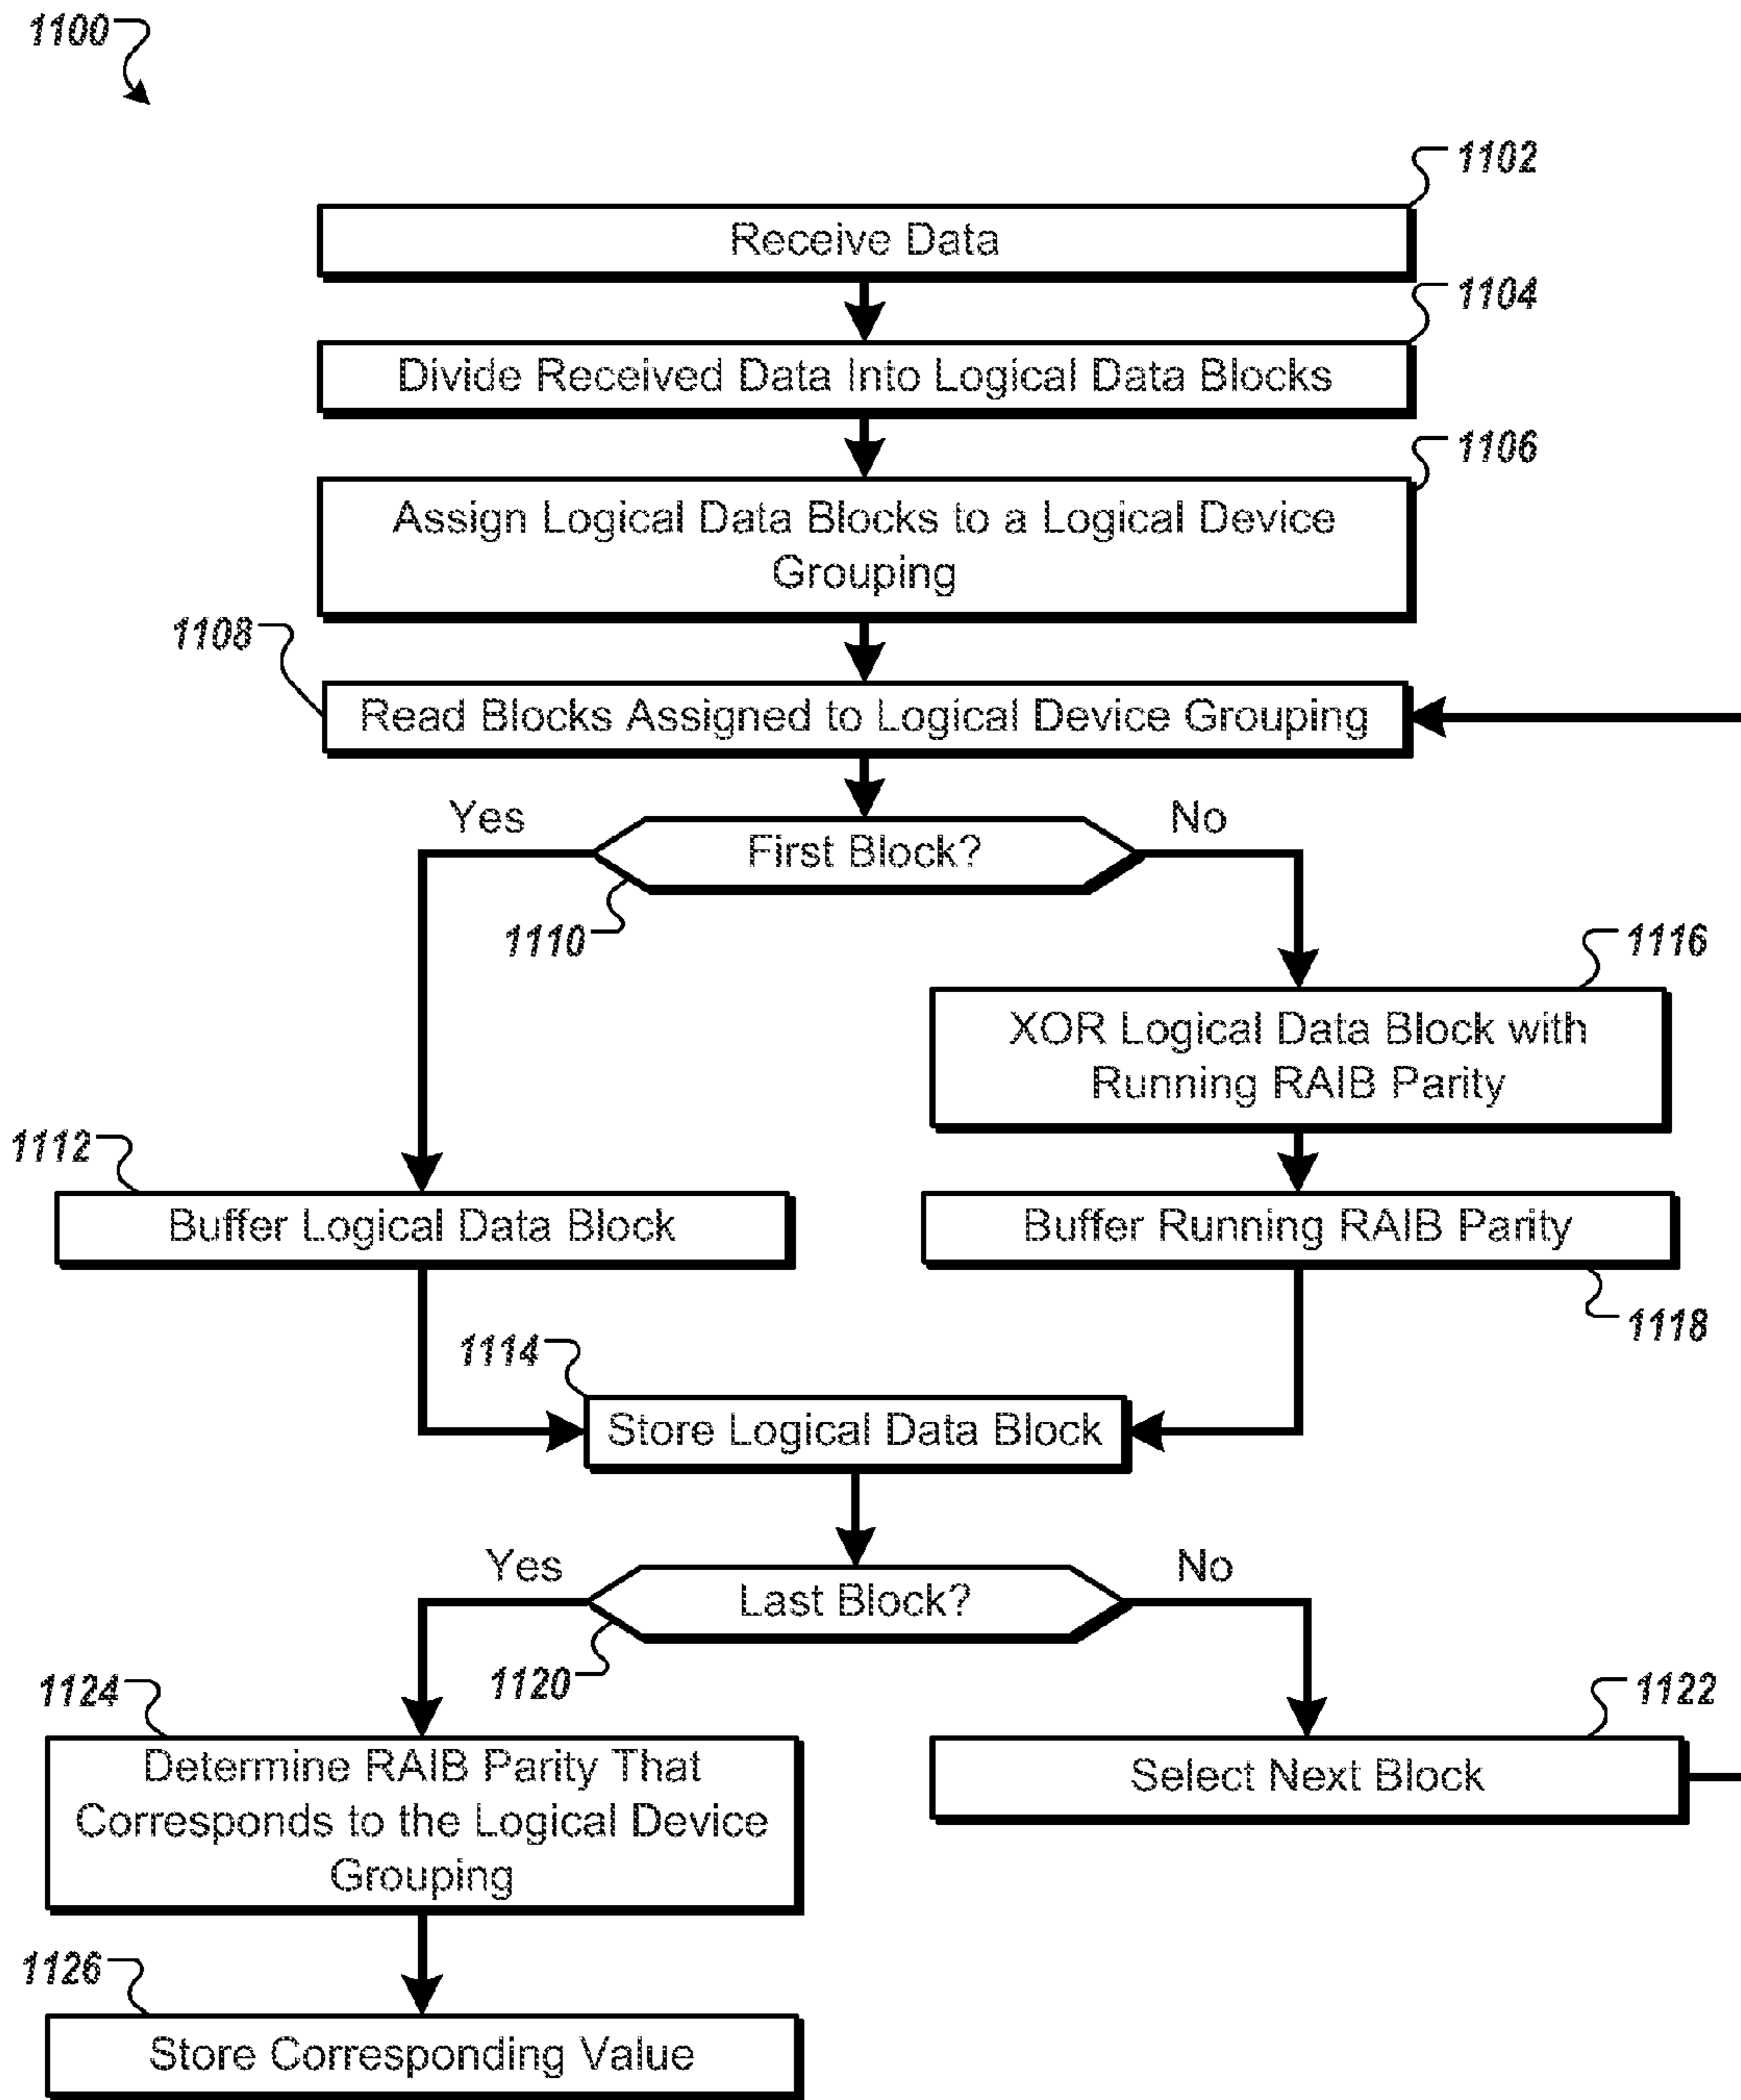 1100
1102
Receive Data
1104
Divide Received Data Into Logical Data Blocks
1106
Assign Logical Data Blocks to a Logical Device
Grouping
1108
Read Blocks Assigned to Logical Device Grouping
Yes
No
First Block?
1110
1116
XOR Logical Data Block with
Running RAIB Parity
1112
Buffer Logical Data Block
Buffer Running RAIB Parity
1118
1114
Store Logical Data Block
Yes
No
Last Block?
1120
1124
1122
Determine RAIB Parity That
Corresponds to the Logical Device
Grouping
Select Next Block
1126
Store Corresponding Value